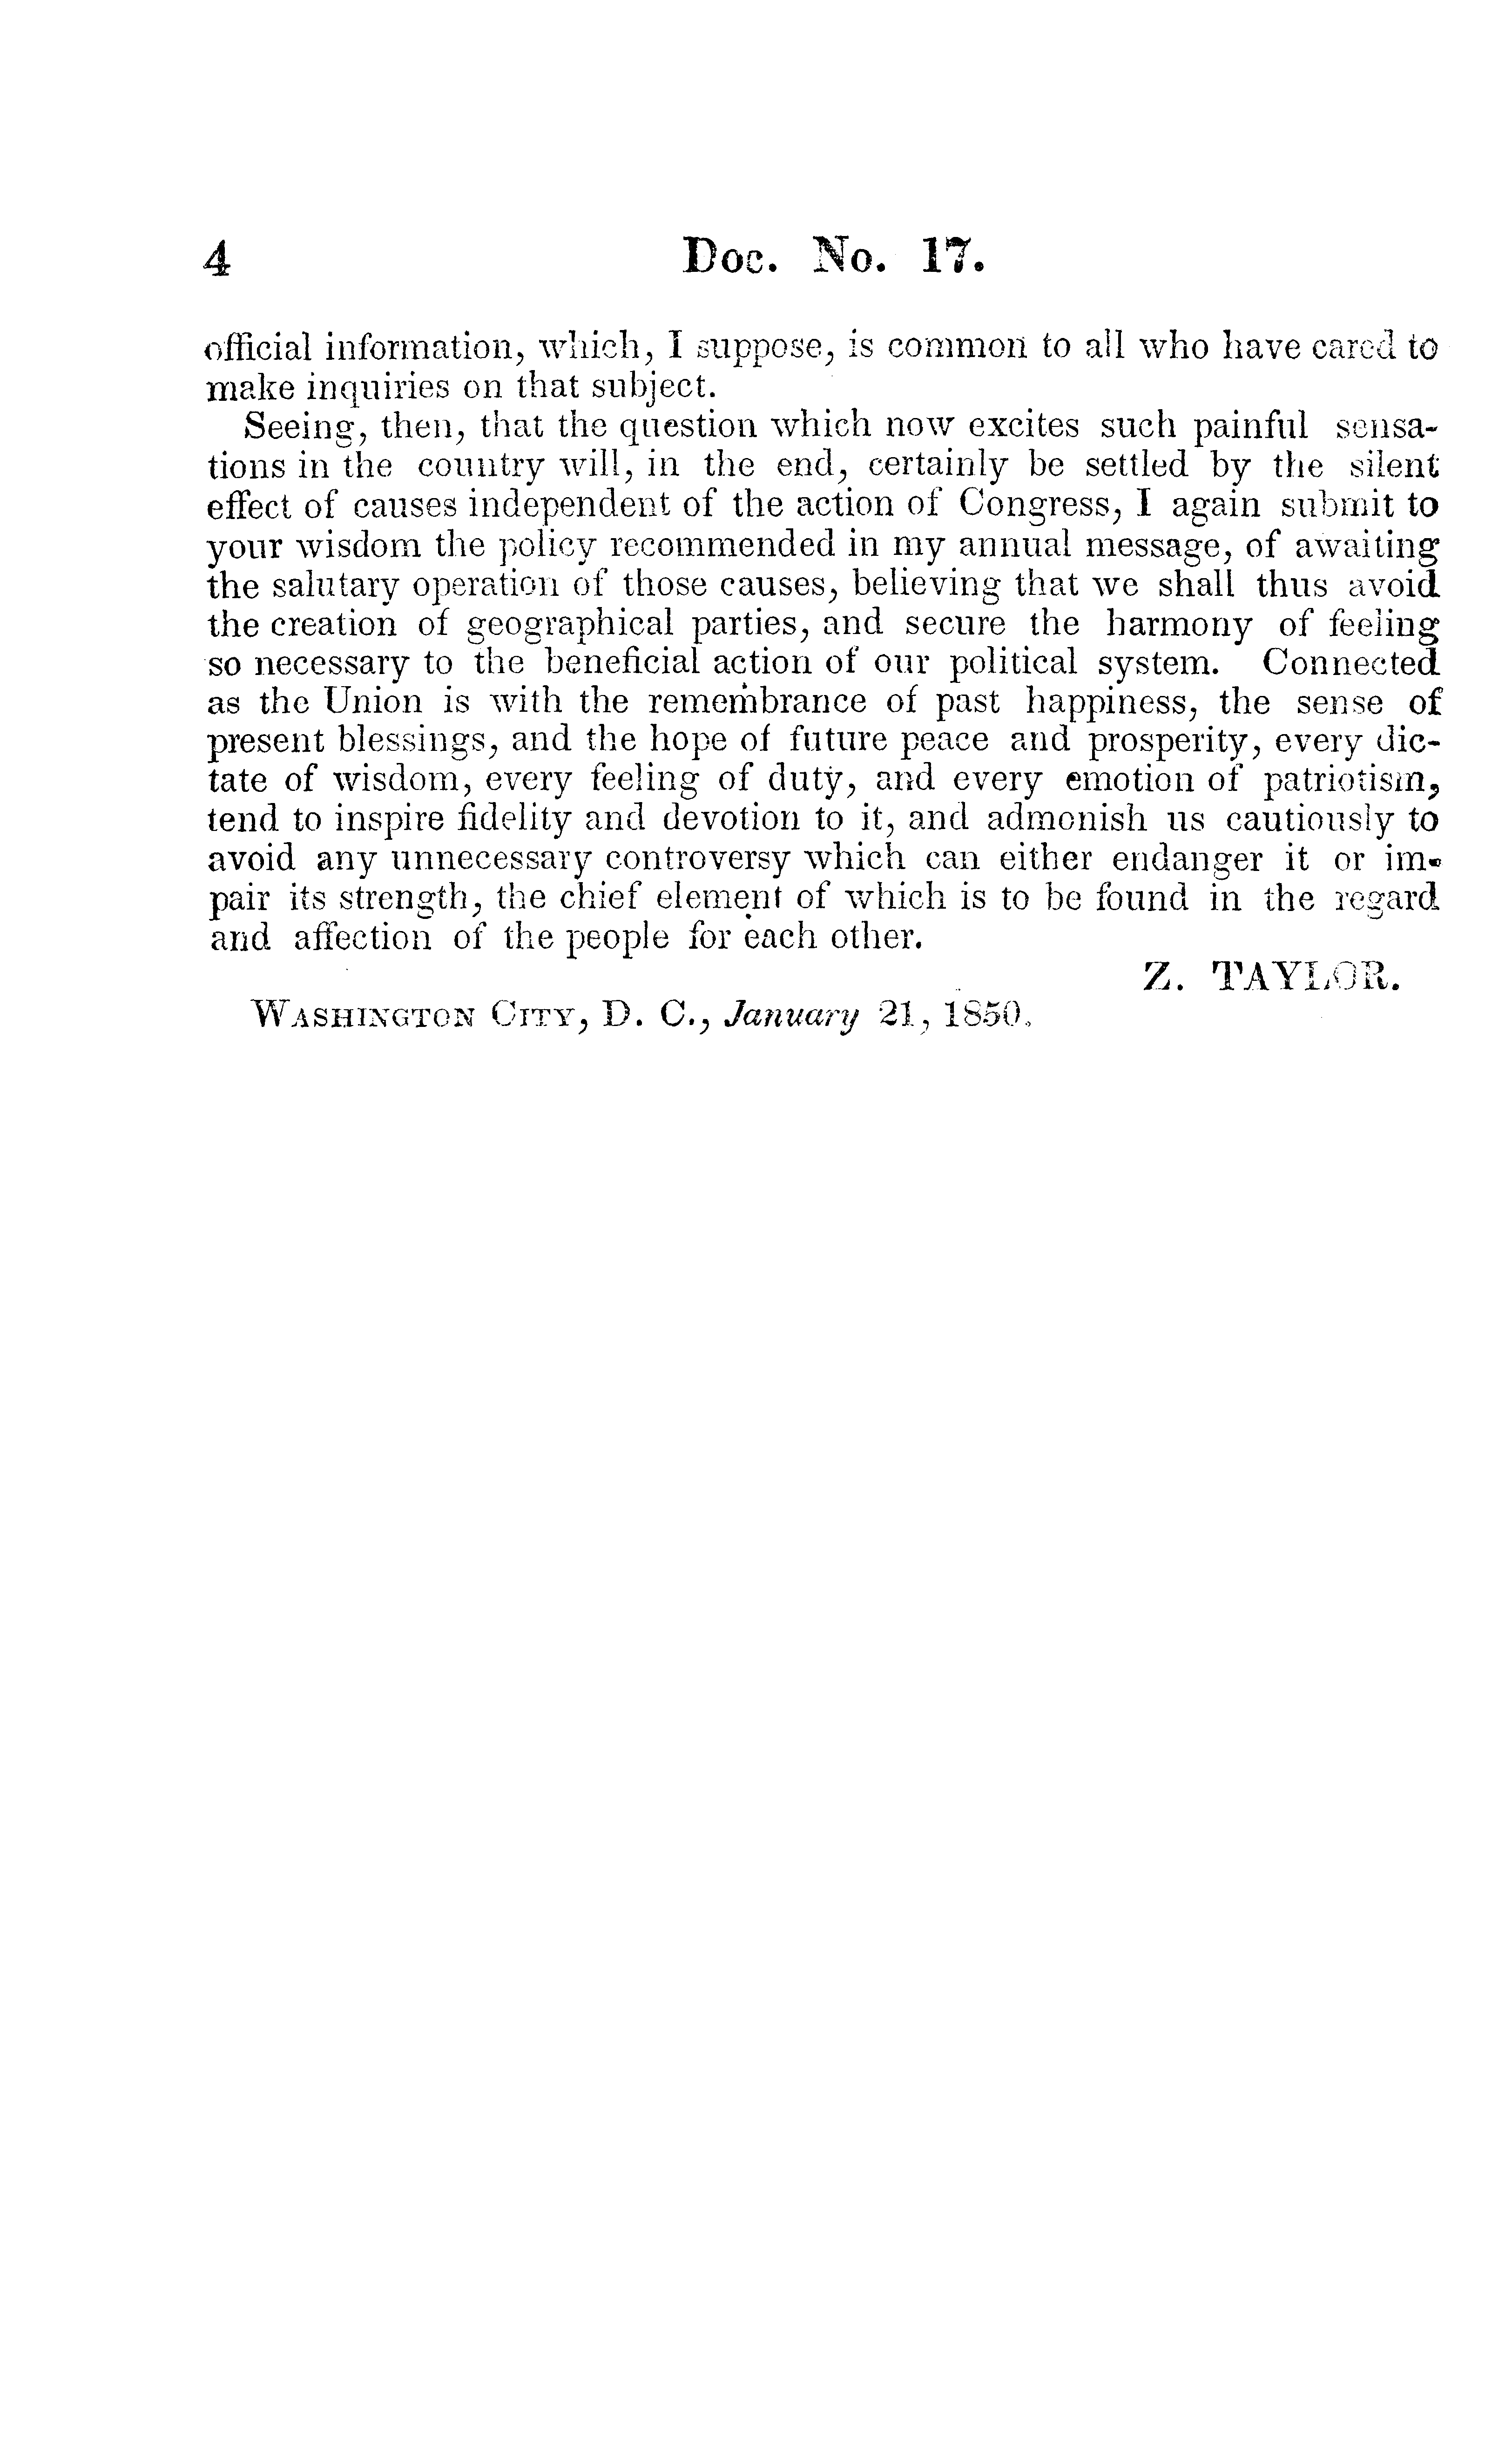 4 Doc. No. 17.
official information, which, I suppose, is common to all who have cared to
make inquiries on that subject.
Seeing, then, that the question which now excites such painful sensa-
tions in the country will, in the end, certainly be settled by the silent
effect of causes independent of the action of Congress, I again submit to
your wisdom the policy recommended in my annual message, of awaiting
the salutary operation of those causes, believing that we shall thus avoid
the creation of geographical parties, and secure the harmony of feeling
so necessary to the beneficial action of our political system. Connected
as the Union is with the remembrance of past happiness, the sense of
present blessings, and the hope of future peace and prosperity, every dic-
tate of wisdom, every feeling of duty, and every emotion of patriotism,
tend to inspire fidelity and devotion to it, and admonish us cautiously to
avoid any unnecessary controversy which can either endanger it or im-
pair its strength, the chief element of which is to be found in the regard
and affection of the people for each other.
Z. TAYLOR.
Washington City, D. C., January 21, 1850.